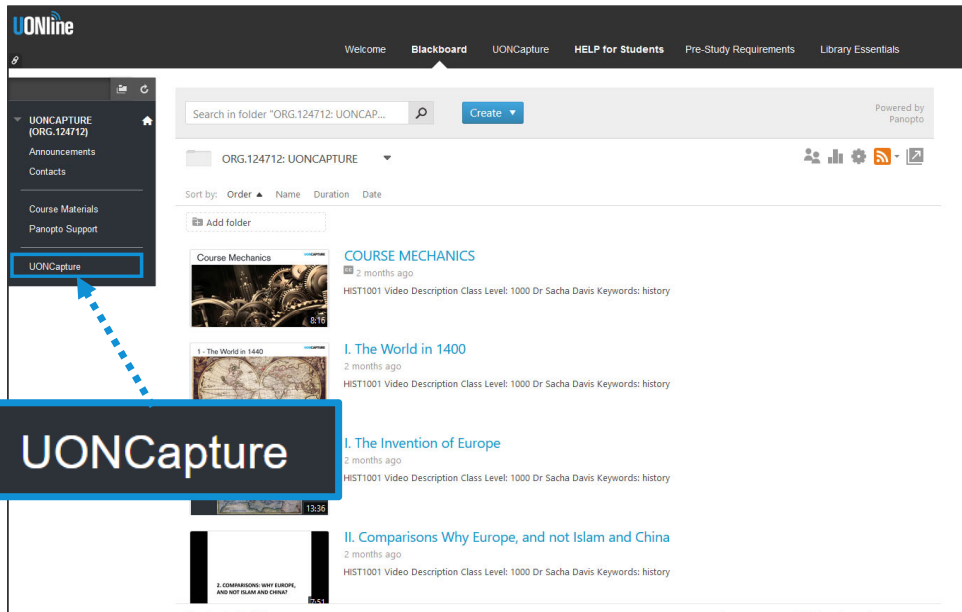 UONline
Welcome Blackboard UONCapture HELP for Students Pre-Study Requirements Library Essentials
UONCAPTURE
(ORG.124712)
Announcements
Contacts
Course Materials
Panopto Support
UONCapture
Search in folder "ORG.124712: UONCAP...
Create
Powered by
Panopto
ORG.124712: UONCAPTURE
Sort by: Order Name Duration Date
Add folder
Course Mechanics
8:16
COURSE MECHANICS
2 months ago
HIST1001 Video Description Class Level: 1000 Dr Sacha Davis Keywords: history
1 - The World in 1440
I. The World in 1400
2 months ago
HIST1001 Video Description Class Level: 1000 Dr Sacha Davis Keywords: history
UONCapture
I. The Invention of Europe
2 months ago
HIST1001 Video Description Class Level: 1000 Dr Sacha Davis Keywords: history
13:36
2. COMPARISONS: WHY EUROPE,
AND NOT ISLAM AND CHINA?
7:51
II. Comparisons Why Europe, and not Islam and China
2 months ago
HIST1001 Video Description Class Level: 1000 Dr Sacha Davis Keywords: history